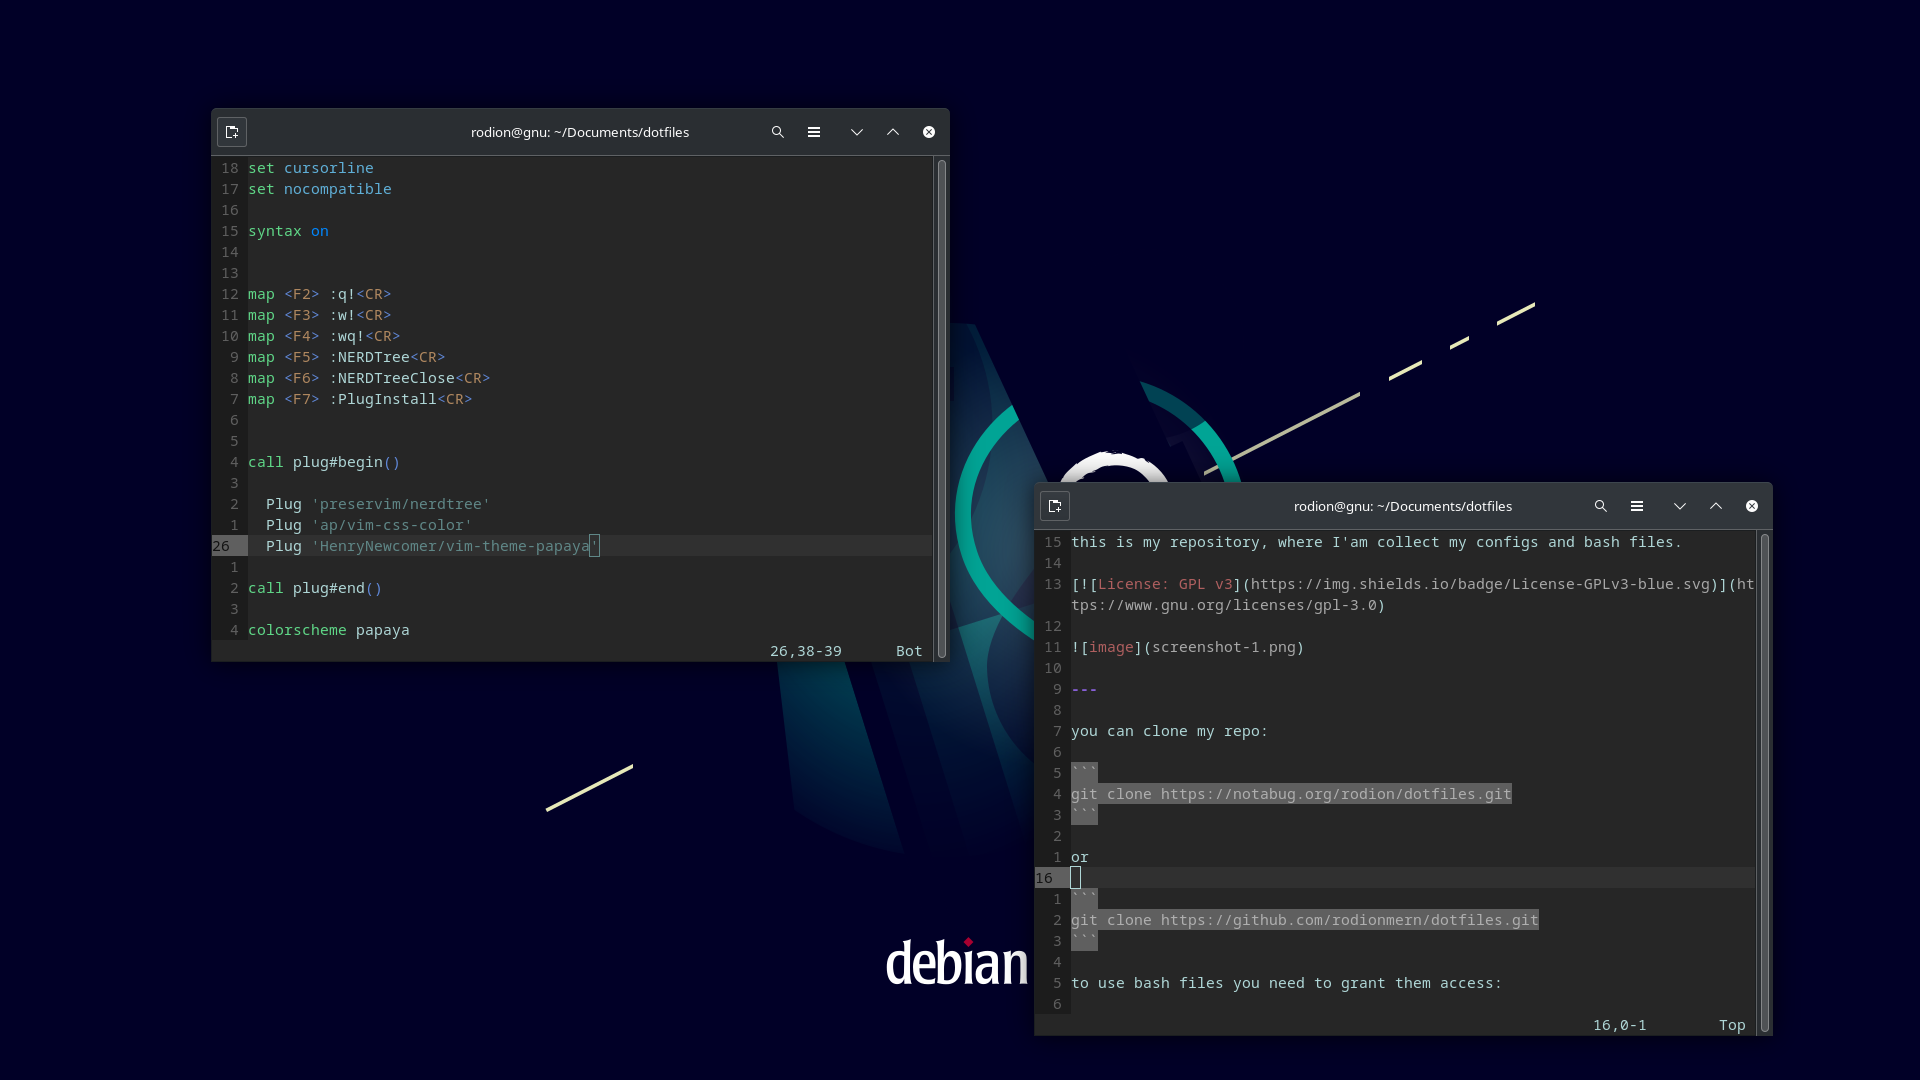 rodion@gnu: ~/Documents/dotfiles
18 set cursorline
17 set nocompatible
16
15 syntax on
14
13
12 map <F2> :q!<CR>
11 map <F3> :w!<CR>
10 map <F4> :wq!<CR>
9 map <F5> :NERDTree<CR>
8 map <F6> :NERDTreeClose<CR>
7 map <F7> :PlugInstall<CR>
6
5
4 call plug#begin()
3
2   Plug 'preservim/nerdtree'
1   Plug 'ap/vim-css-color'
26   Plug 'HenryNewcomer/vim-theme-papaya'
1
2 call plug#end()
3
4 colorscheme papaya
26,38-39 Bot
rodion@gnu: ~/Documents/dotfiles
15 this is my repository, where I'am collect my configs and bash files.
14
13 [![License: GPL v3](https://img.shields.io/badge/License-GPLv3-blue.svg)](ht
tps://www.gnu.org/licenses/gpl-3.0)
12
11 ![image](screenshot-1.png)
10
9 ---
8
7 you can clone my repo:
6
5 ```
4 git clone https://notabug.org/rodion/dotfiles.git
3 ```
2
1 or
16
1 ```
2 git clone https://github.com/rodionmern/dotfiles.git
3 ```
4
5 to use bash files you need to grant them access:
6
16,0-1 Top
debian